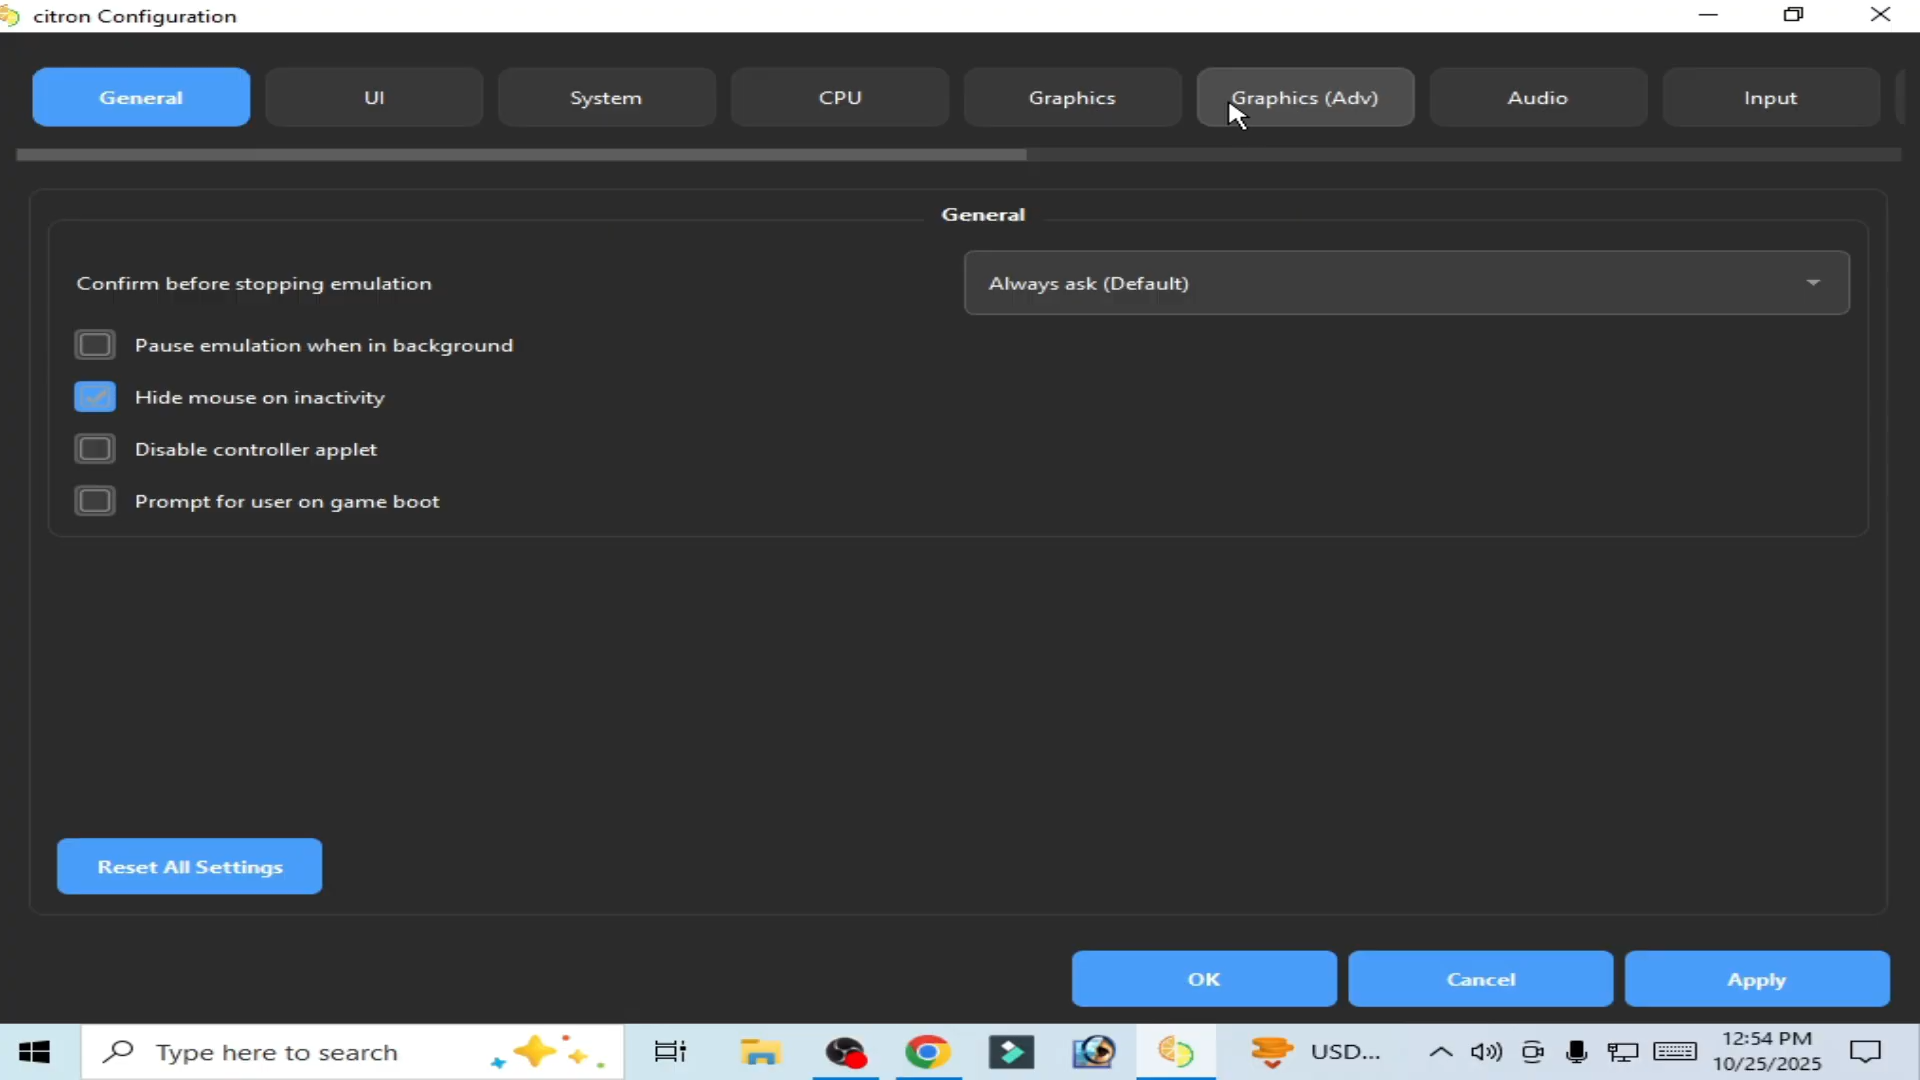 citron Configuration
General
UI
System
CPU
Graphics
Graphics (Adv)
Audio
Input
General
Confirm before stopping emulation
Always ask (Default)
Pause emulation when in background
Hide mouse on inactivity
Disable controller applet
Prompt for user on game boot
Reset All Settings
OK
Cancel
Apply
Type here to search
USD...
12:54 PM
10/25/2025